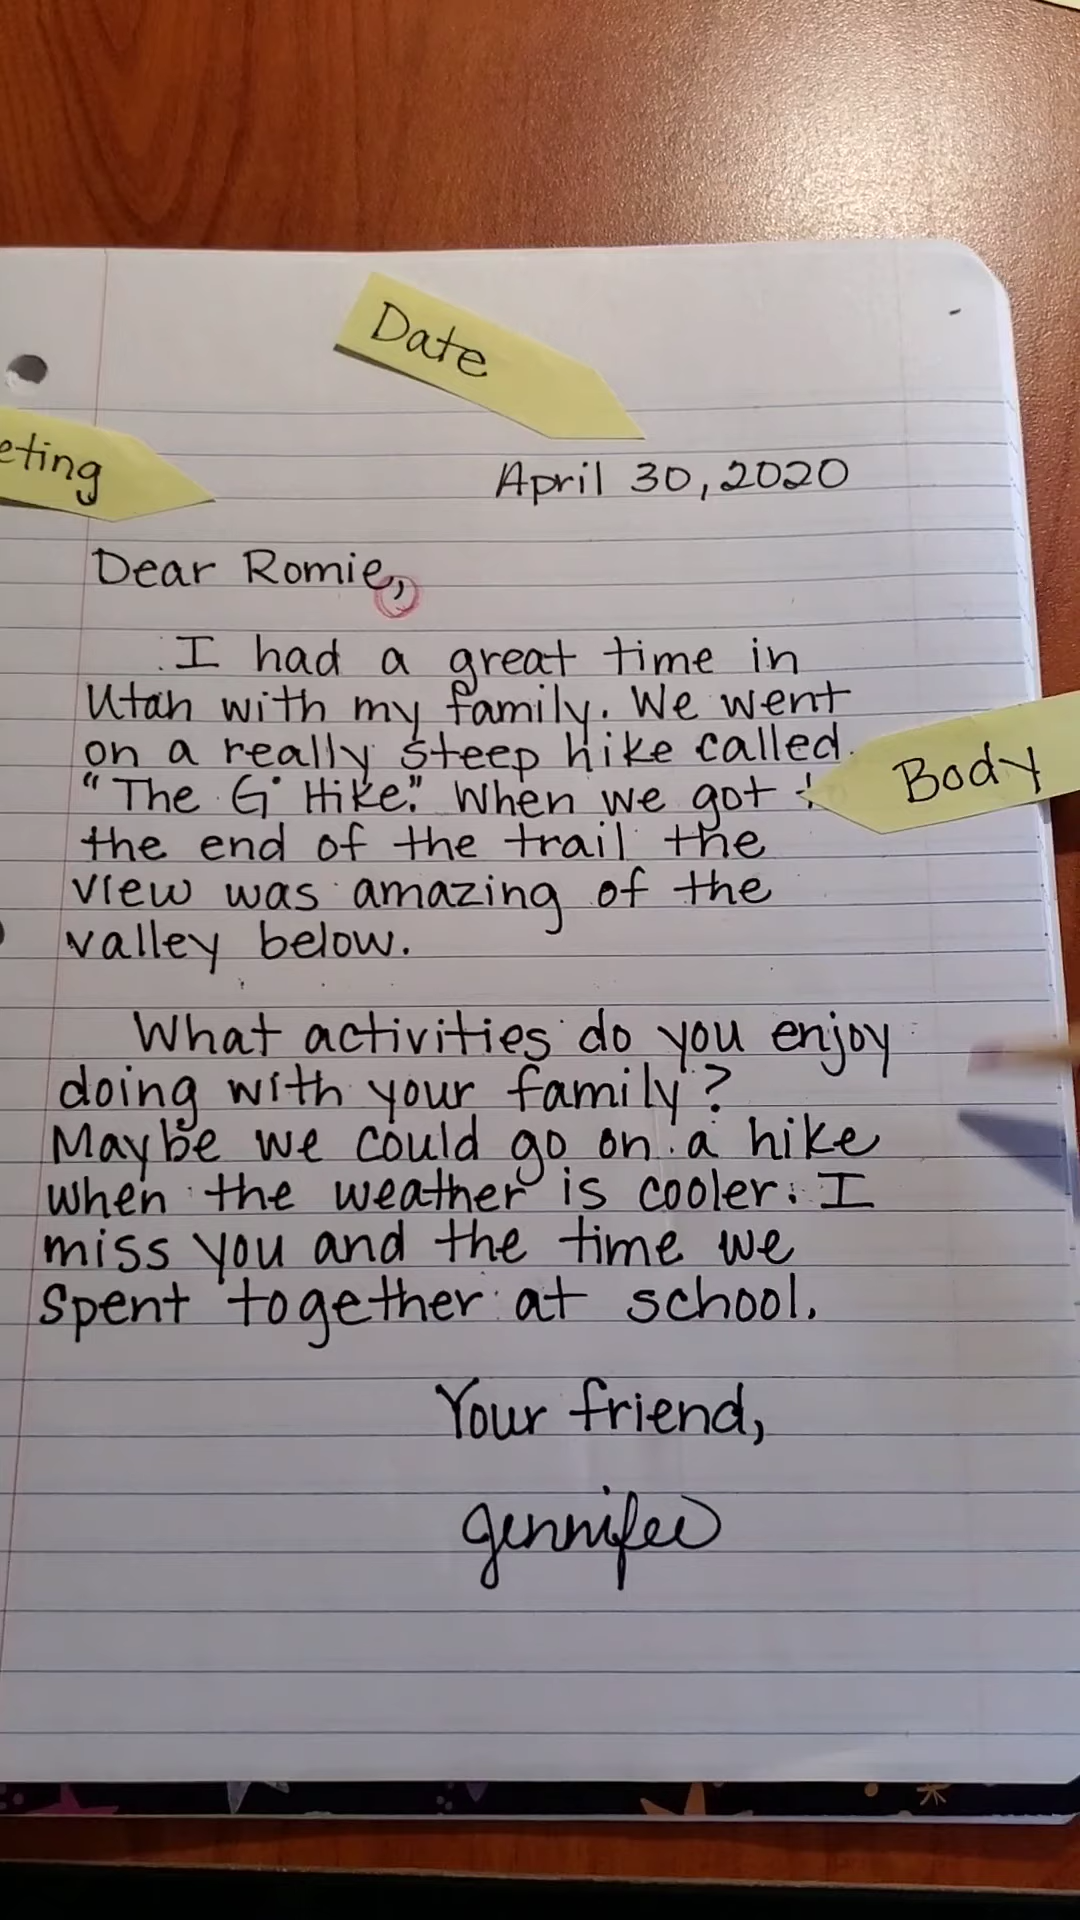 Date
eting
April 30, 2020
Dear Romie,
I had a great time in
Utah with my family. We went
on a really steep hike called
"The G Hike." When we got
the end of the trail the
view was amazing of the
valley below.
Body
What activities do you enjoy
doing with your family?
Maybe we could go on a hike
when the weather is cooler. I
miss you and the time we
spent together at school.
Your friend,
Jennifer